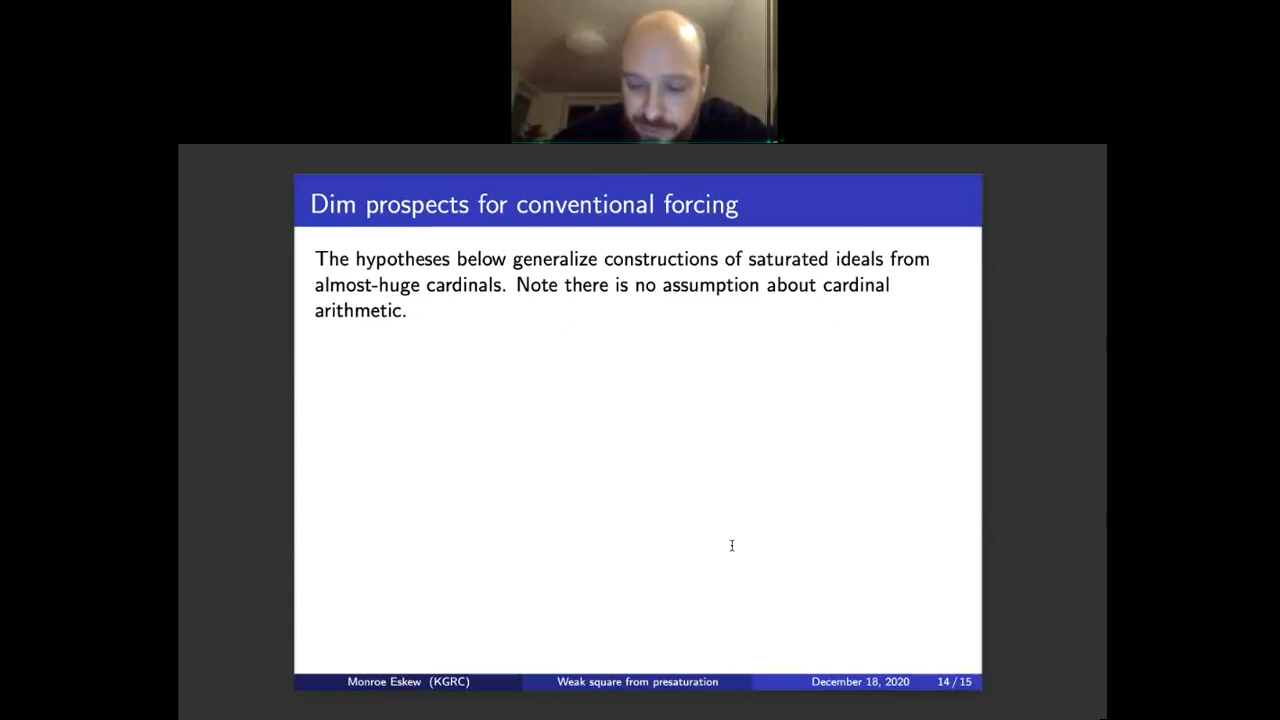 Dim prospects for conventional forcing
The hypotheses below generalize constructions of saturated ideals from
almost-huge cardinals. Note there is no assumption about cardinal
arithmetic.
Monroe Eskew (KGRC) Weak square from presaturation December 18, 2020 14 / 15